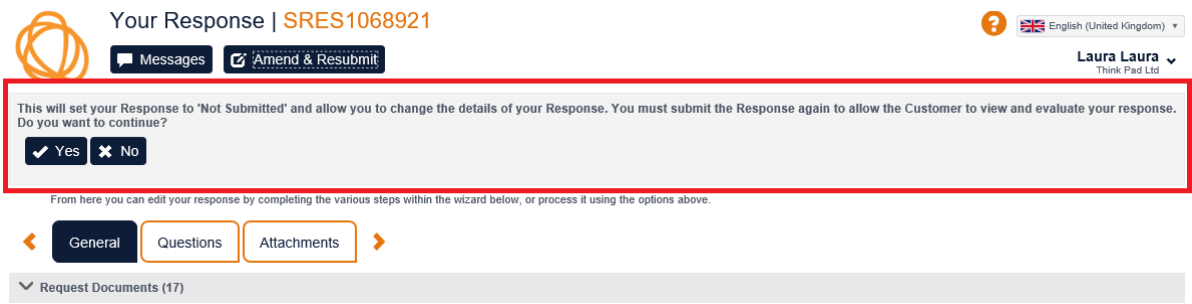 Your Response | SRES1068921
? English (United Kingdom)
Messages Amend & Resubmit
Laura Laura
Think Pad Ltd
This will set your Response to 'Not Submitted' and allow you to change the details of your Response. You must submit the Response again to allow the Customer to view and evaluate your response.
Do you want to continue?
Yes No
From here you can edit your response by completing the various steps within the wizard below, or process it using the options above.
General Questions Attachments
Request Documents (17)